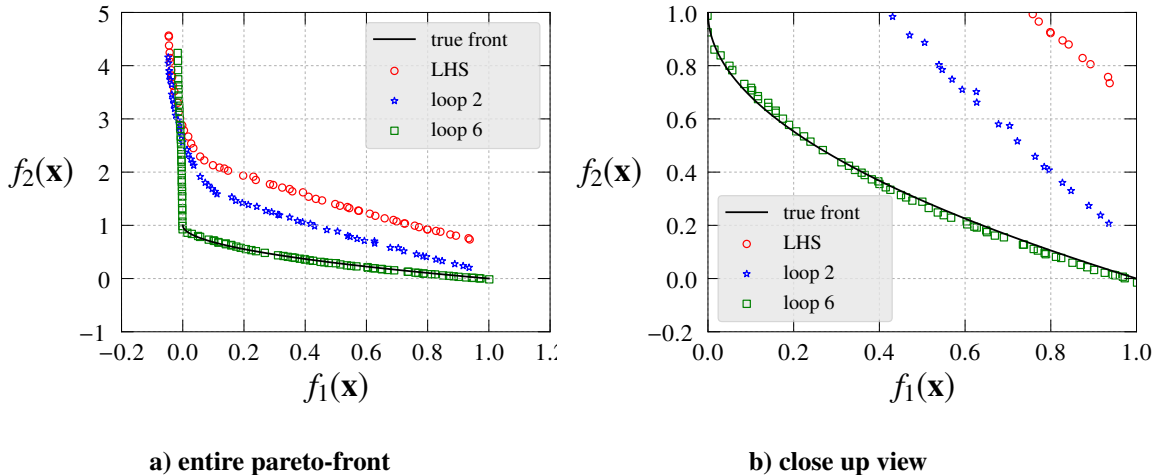 5
4
3
2
1
0
−1
−0.2
0.0
0.2
0.4
0.6
0.8
1.0
1.2
f2(x)
f1(x)
true front
LHS
loop 2
loop 6
a) entire pareto-front
1.0
0.8
0.6
0.4
0.2
0.0
−0.2
0.0
0.2
0.4
0.6
0.8
1.0
f2(x)
f1(x)
true front
LHS
loop 2
loop 6
b) close up view